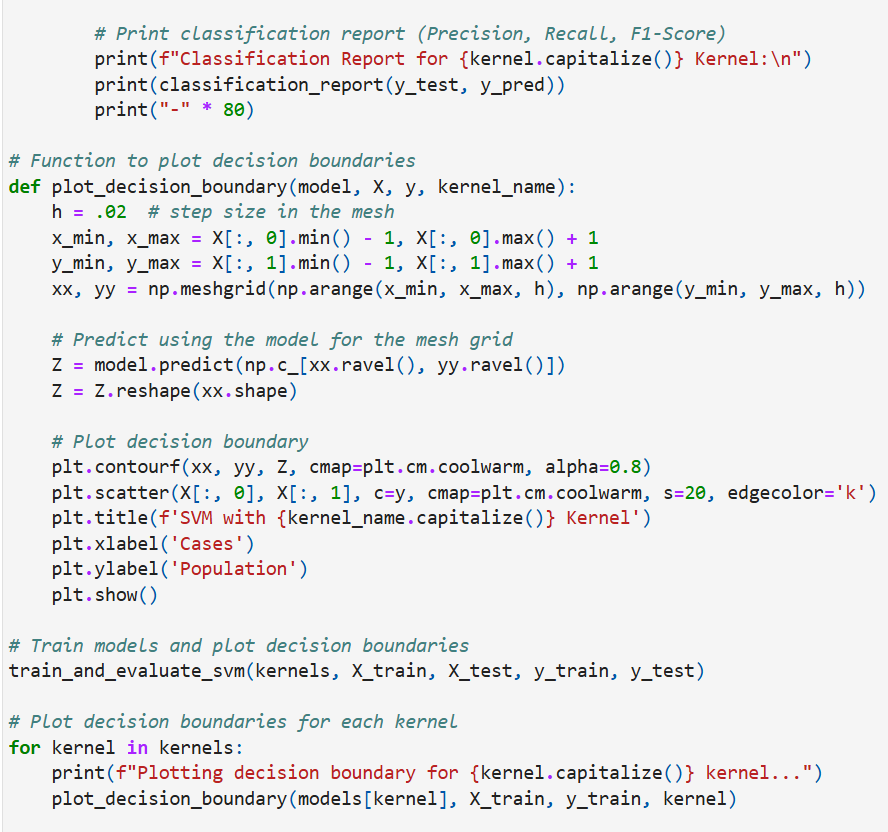 # Print classification report (Precision, Recall, F1-Score)
        print(f"Classification Report for {kernel.capitalize()} Kernel:\n")
        print(classification_report(y_test, y_pred))
        print("-" * 80)

# Function to plot decision boundaries
def plot_decision_boundary(model, X, y, kernel_name):
    h = .02  # step size in the mesh
    x_min, x_max = X[:, 0].min() - 1, X[:, 0].max() + 1
    y_min, y_max = X[:, 1].min() - 1, X[:, 1].max() + 1
    xx, yy = np.meshgrid(np.arange(x_min, x_max, h), np.arange(y_min, y_max, h))

    # Predict using the model for the mesh grid
    Z = model.predict(np.c_[xx.ravel(), yy.ravel()])
    Z = Z.reshape(xx.shape)

    # Plot decision boundary
    plt.contourf(xx, yy, Z, cmap=plt.cm.coolwarm, alpha=0.8)
    plt.scatter(X[:, 0], X[:, 1], c=y, cmap=plt.cm.coolwarm, s=20, edgecolor='k')
    plt.title(f'SVM with {kernel_name.capitalize()} Kernel')
    plt.xlabel('Cases')
    plt.ylabel('Population')
    plt.show()

# Train models and plot decision boundaries
train_and_evaluate_svm(kernels, X_train, X_test, y_train, y_test)

# Plot decision boundaries for each kernel
for kernel in kernels:
    print(f"Plotting decision boundary for {kernel.capitalize()} kernel...")
    plot_decision_boundary(models[kernel], X_train, y_train, kernel)